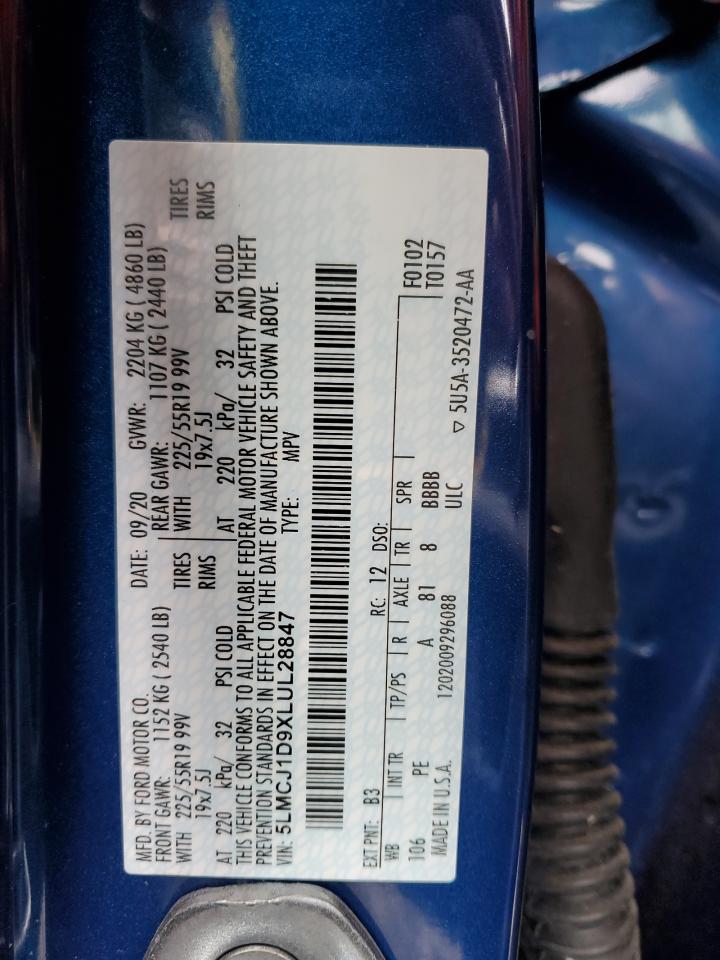 MFD. BY FORD MOTOR CO. DATE: 09/20 GVWR: 2204 KG ( 4860 LB)
FRONT GAWR: 1152 KG (2540 LB) REAR GAWR: 1107 KG ( 2440 LB)
WITH 225/55R19 99V TIRES WITH 225/55R19 99V TIRES
19x7.5J RIMS 19x7.5J RIMS
AT 220 kPa/ 32 PSI COLD AT 220 kPa/ 32 PSI COLD
THIS VEHICLE CONFORMS TO ALL APPLICABLE FEDERAL MOTOR VEHICLE SAFETY AND THEFT
PREVENTION STANDARDS IN EFFECT ON THE DATE OF MANUFACTURE SHOWN ABOVE.
VIN: 5LMCJ1D9XLUL28847 TYPE: MPV
EXT PNT: B3 RC: 12 DSO:
WB INT TR TP/PS R AXLE TR SPR F0102
106 PE A 81 8 BBBB T0157
MADE IN U.S.A. 1202009296088 ULC
▽ 5U5A-3520472-AA